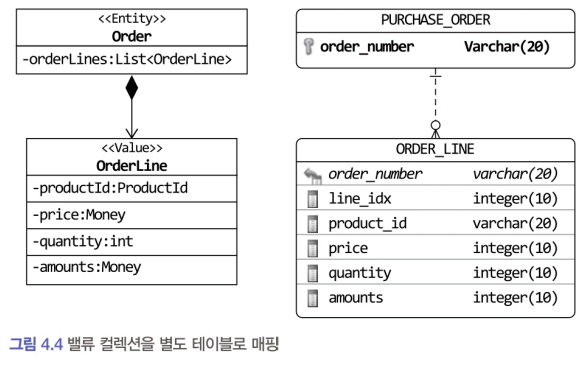 <<Entity>>
Order
-orderLines:List<OrderLine>
<<Value>>
OrderLine
-productId:ProductId
-price:Money
-quantity:int
-amounts:Money
PURCHASE_ORDER
order_number Varchar(20)
ORDER_LINE
order_number varchar(20)
line_idx integer(10)
product_id varchar(20)
price integer(10)
quantity integer(10)
amounts integer(10)
그림 4.4 밸류 컬렉션을 별도 테이블로 매핑